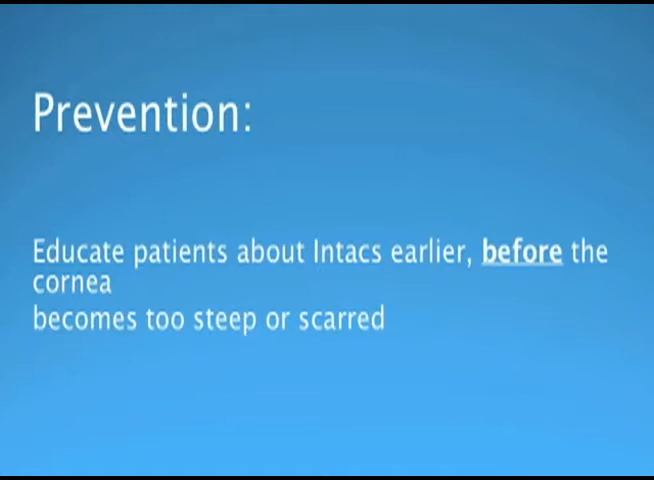 Prevention:
Educate patients about Intacs earlier, before the
cornea
becomes too steep or scarred